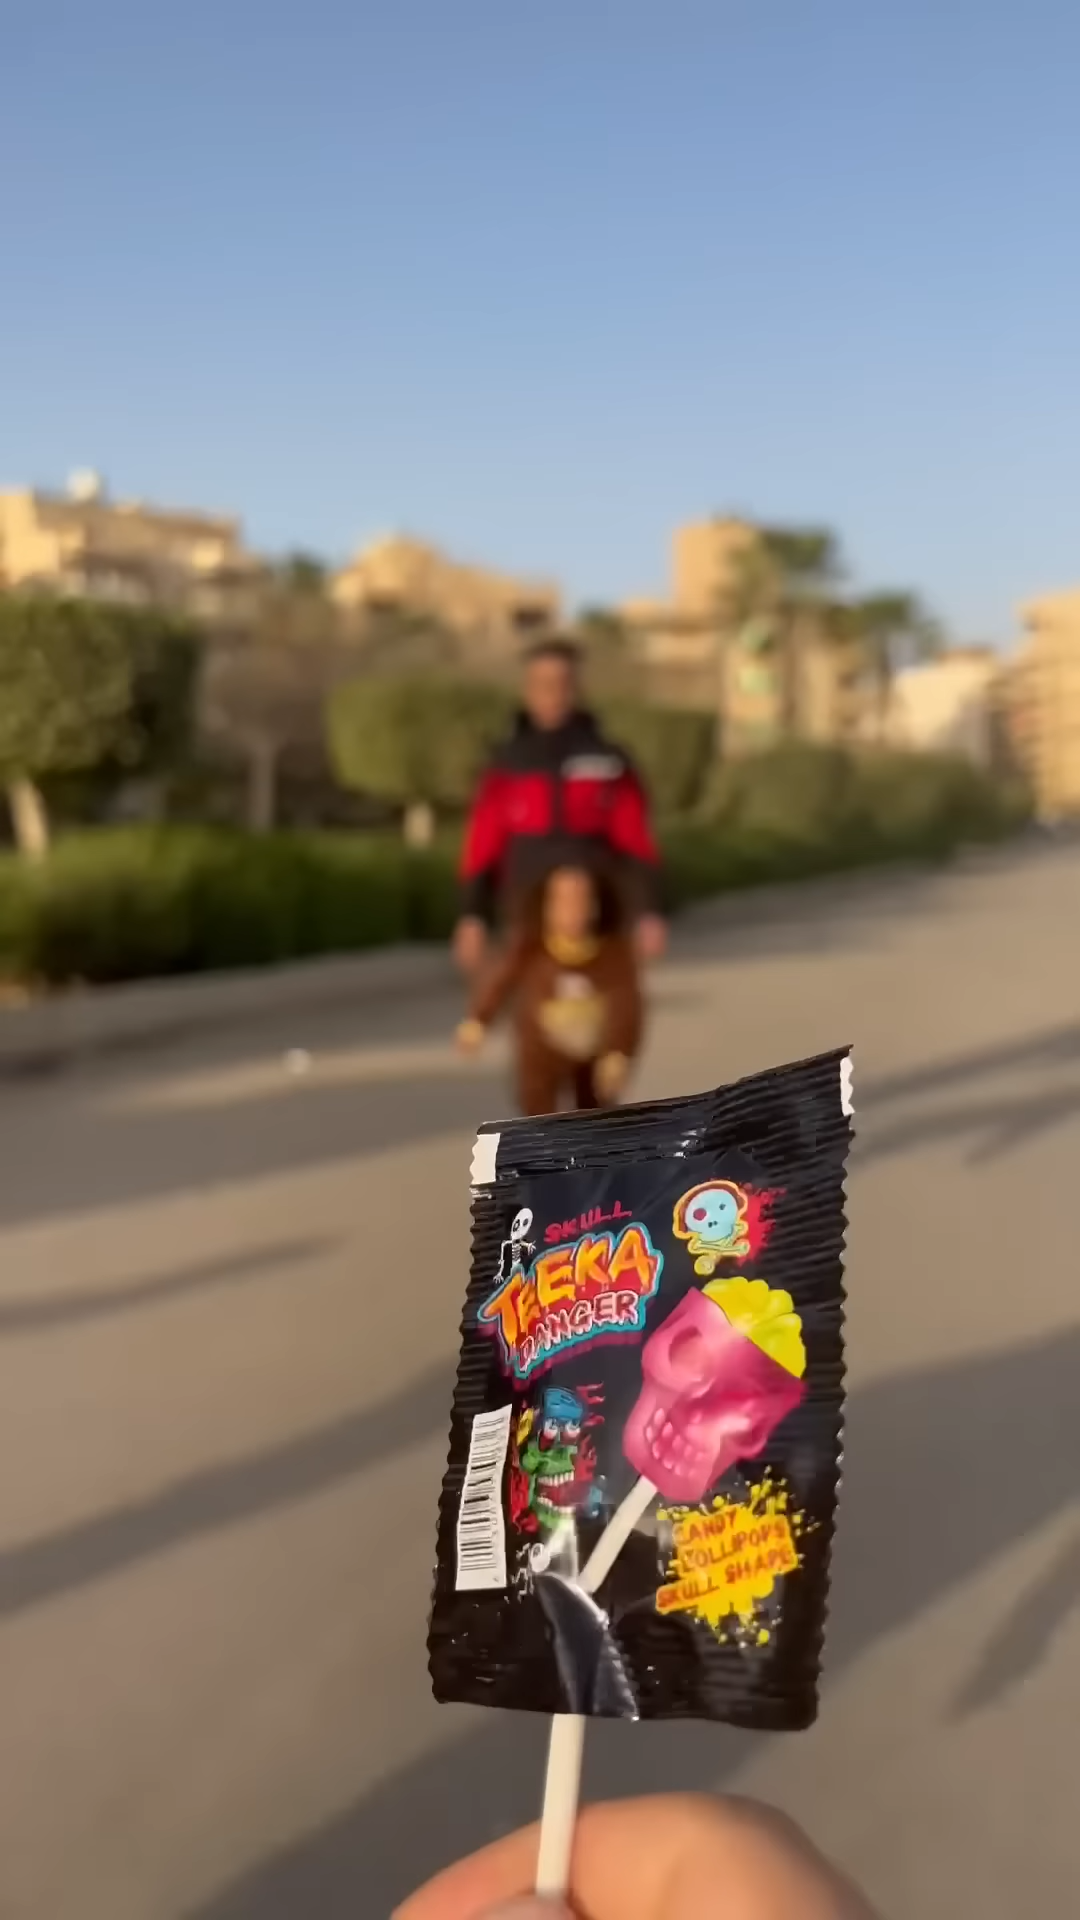 SKULL
TEEKA
DANGER
CANDY
LOLLIPOPS
SKULL SHAPE